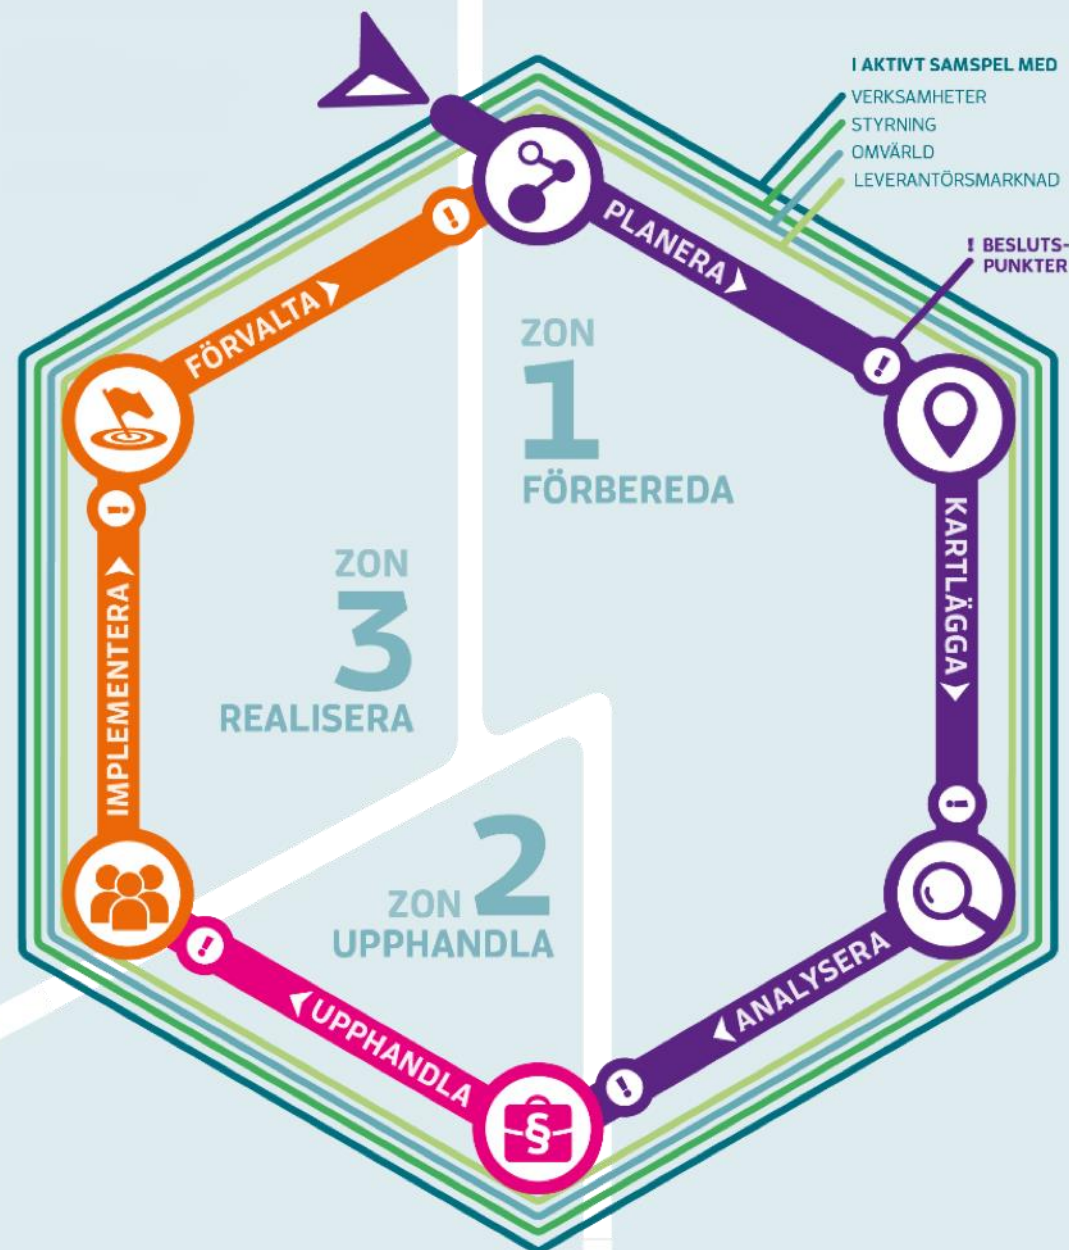 I AKTIVT SAMSPEL MED
VERKSAMHETER
STYRNING
OMVÄRLD
LEVERANTÖRSMARKNAD
! BESLUTS-
PUNKTER
PLANERA
!
KARTLÄGGA
!
ANALYSERA
!
§
UPPHANDLA
!
IMPLEMENTERA
!
FÖRVALTA
!
ZON
1
FÖRBEREDA
ZON
3
REALISERA
ZON 2
UPPHANDLA